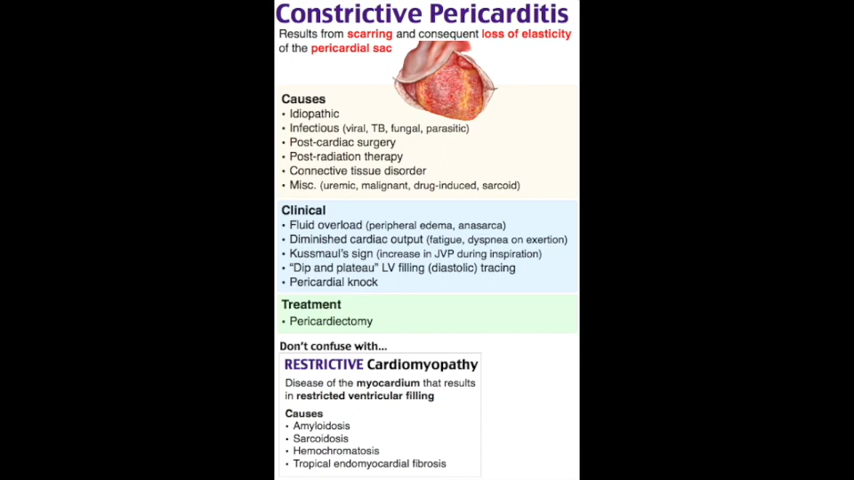 Constrictive Pericarditis
Results from scarring and consequent loss of elasticity
of the pericardial sac
Causes
• Idiopathic
• Infectious (viral, TB, fungal, parasitic)
• Post-cardiac surgery
• Post-radiation therapy
• Connective tissue disorder
• Misc. (uremic, malignant, drug-induced, sarcoid)
Clinical
• Fluid overload (peripheral edema, anasarca)
• Diminished cardiac output (fatigue, dyspnea on exertion)
• Kussmaul's sign (increase in JVP during inspiration)
• "Dip and plateau" LV filling (diastolic) tracing
• Pericardial knock
Treatment
• Pericardiectomy
Don't confuse with...
RESTRICTIVE Cardiomyopathy
Disease of the myocardium that results
in restricted ventricular filling
Causes
• Amyloidosis
• Sarcoidosis
• Hemochromatosis
• Tropical endomyocardial fibrosis